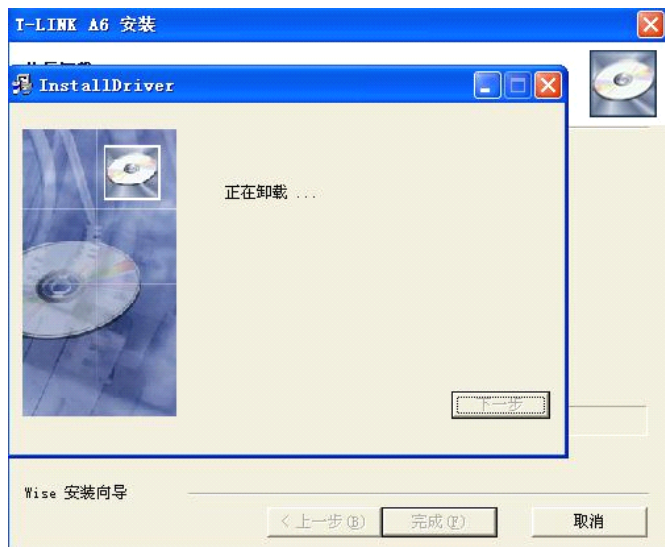 T-LINK A6 安装
InstallDriver
正在卸载 ...
下一步
Wise 安装向导
< 上一步(B)
完成(F)
取消